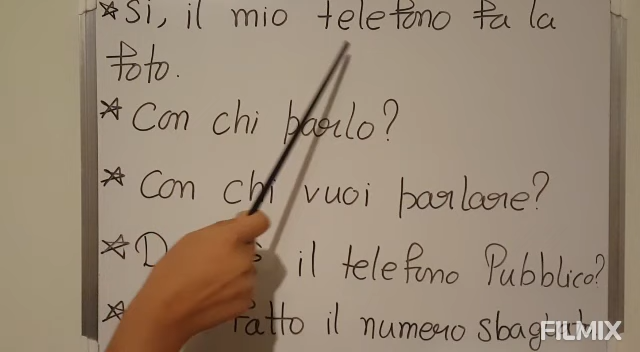 ★ Si, il mio telefono fa la
foto.
★ Con chi parlo?
★ Con chi vuoi parlare?
★ il telefono Pubblico?
★ fatto il numero
FILMIX